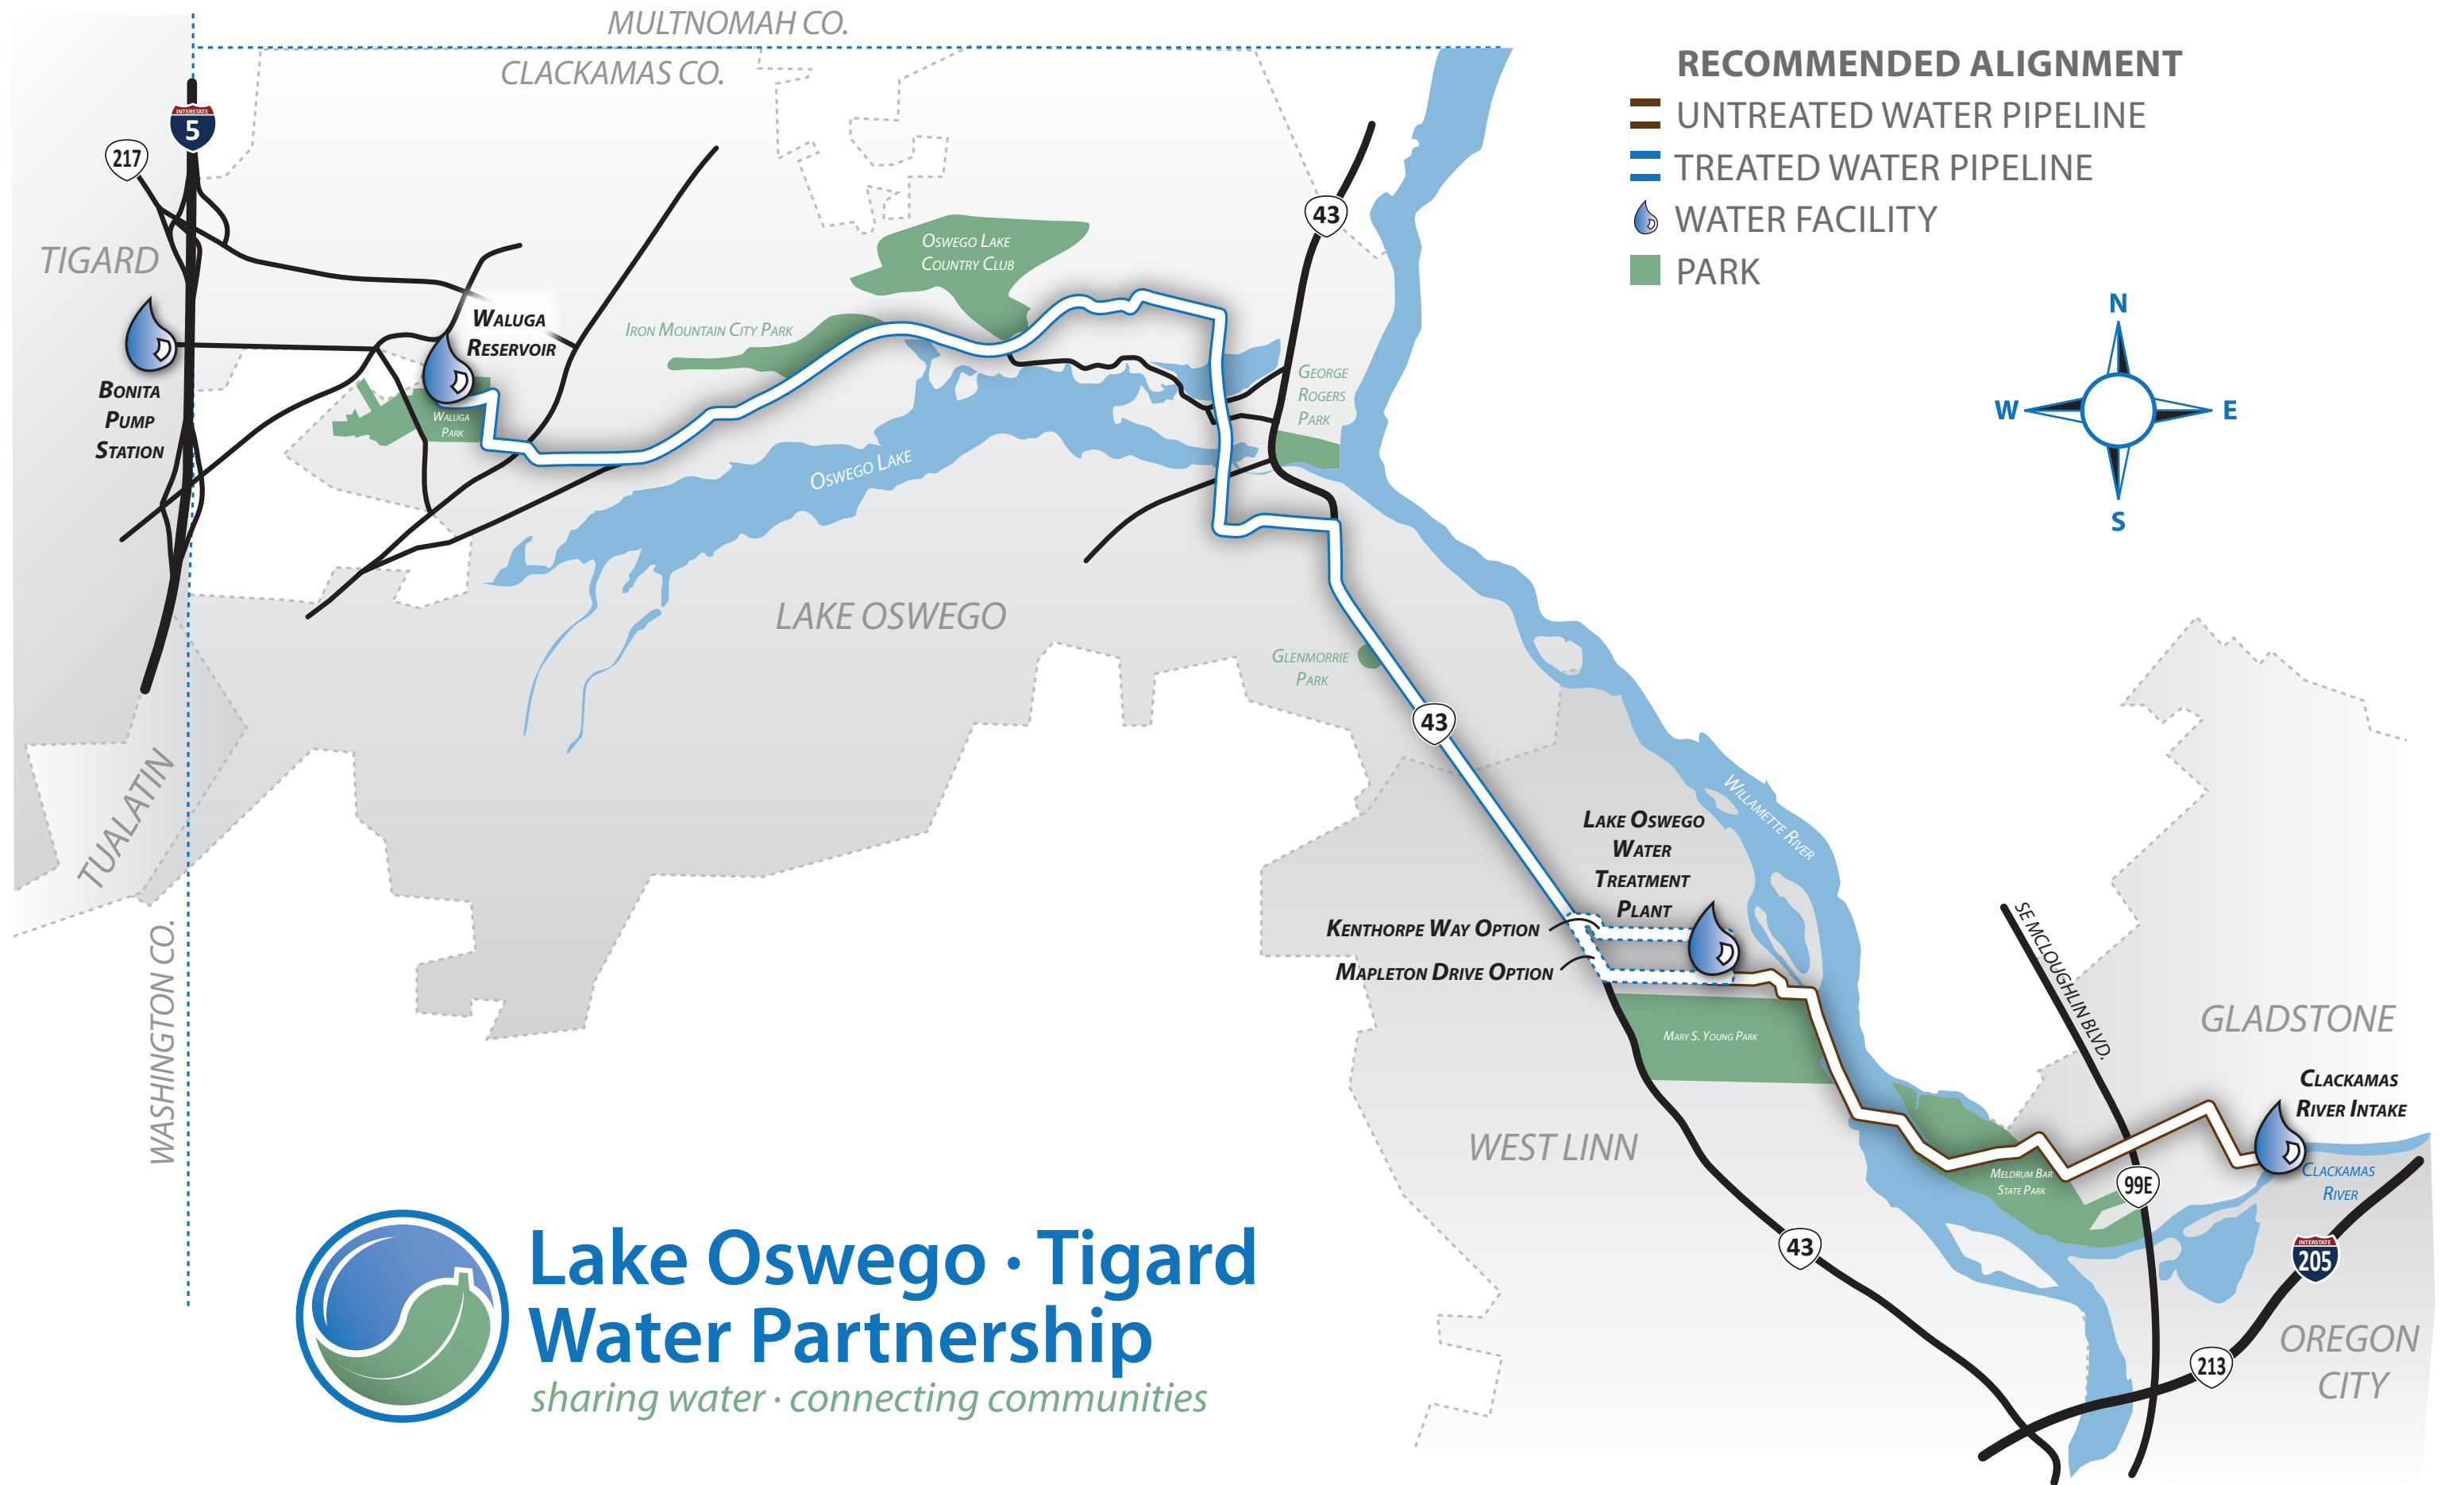 MULTNOMAH CO.
CLACKAMAS CO.
RECOMMENDED ALIGNMENT
UNTREATED WATER PIPELINE
TREATED WATER PIPELINE
WATER FACILITY
PARK
N
W
E
S
INTERSTATE
5
217
TIGARD
43
OSWEGO LAKE
COUNTRY CLUB
WALUGA
RESERVOIR
IRON MOUNTAIN CITY PARK
GEORGE
ROGERS
PARK
BONITA
PUMP
STATION
WALUGA
PARK
OSWEGO LAKE
LAKE OSWEGO
GLENMORRIE
PARK
43
TUALATIN
WILLAMETTE RIVER
LAKE OSWEGO
WATER
TREATMENT
PLANT
KENTHORPE WAY OPTION
MAPLETON DRIVE OPTION
WASHINGTON CO.
SE MCLOUGHLIN BLVD.
GLADSTONE
MARY S. YOUNG PARK
CLACKAMAS
RIVER INTAKE
WEST LINN
MELDRUM BAR
STATE PARK
CLACKAMAS
RIVER
99E
43
INTERSTATE
205
213
OREGON
CITY
Lake Oswego · Tigard
Water Partnership
sharing water · connecting communities